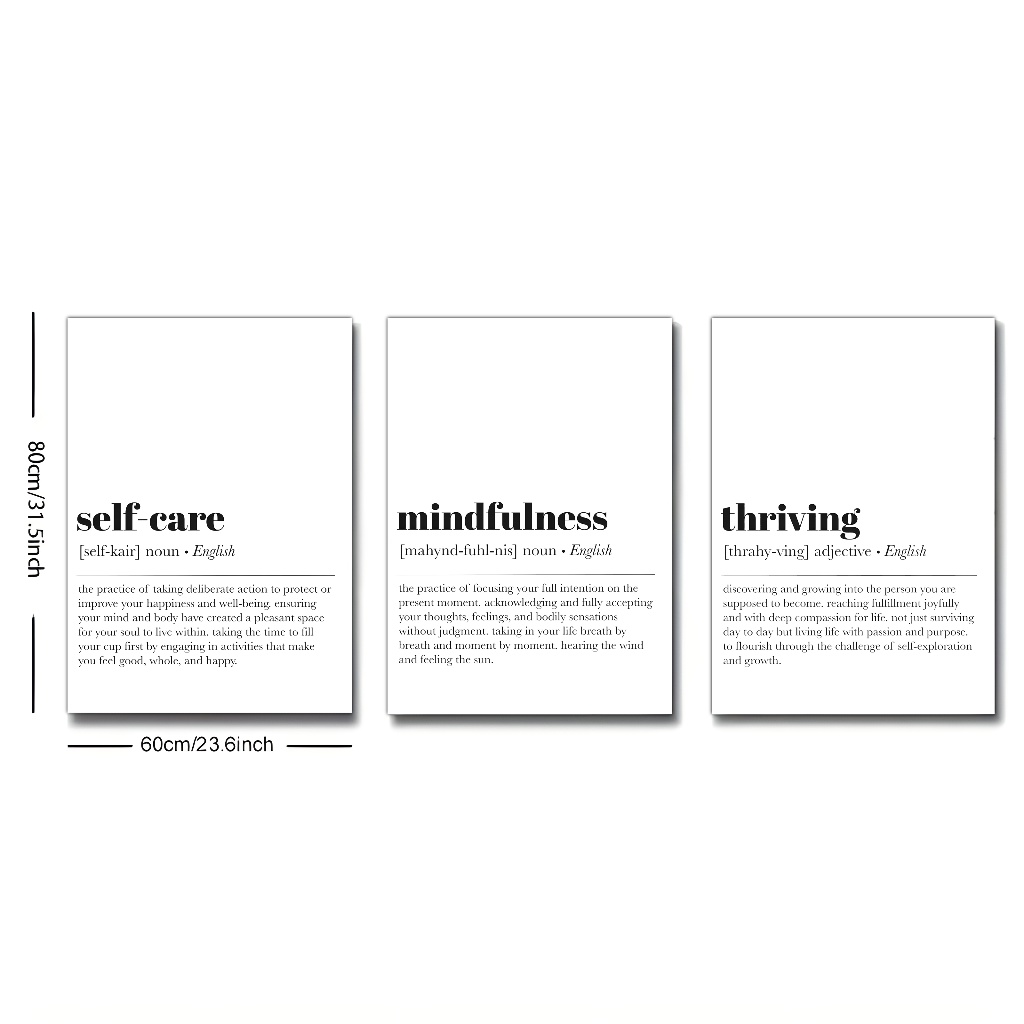 80cm/31.5inch
self-care
[self-kair] noun • English
the practice of taking deliberate action to protect or
improve your happiness and well-being. ensuring
your mind and body have created a pleasant space
for your soul to live within. taking the time to fill
your cup first by engaging in activities that make
you feel good, whole, and happy.
60cm/23.6inch
mindfulness
[mahynd-fuhl-nis] noun • English
the practice of focusing your full intention on the
present moment. acknowledging and fully accepting
your thoughts, feelings, and bodily sensations
without judgment. taking in your life breath by
breath and moment by moment. hearing the wind
and feeling the sun.
thriving
[thrahy-ving] adjective • English
discovering and growing into the person you are
supposed to become. reaching fulfillment joyfully
and with deep compassion for life. not just surviving
day to day but living life with passion and purpose.
to flourish through the challenge of self-exploration
and growth.